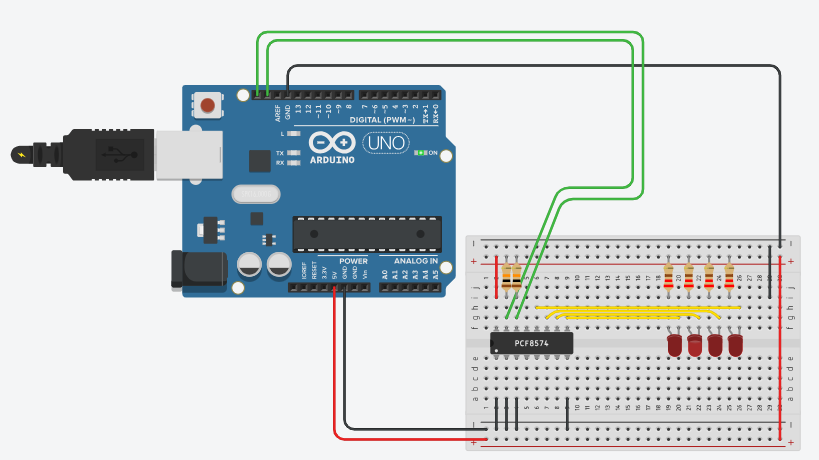 AREF
GND
13
12
~11
~10
~9
8
7
~6
~5
4
~3
2
TX→1
RX←0
DIGITAL (PWM~)
L
TX
RX
ARDUINO
UNO
ON
IOREF
RESET
3.3V
5V
GND
GND
Vin
POWER
ANALOG IN
A0
A1
A2
A3
A4
A5
PCF8574
j
i
h
g
f
e
d
c
b
a